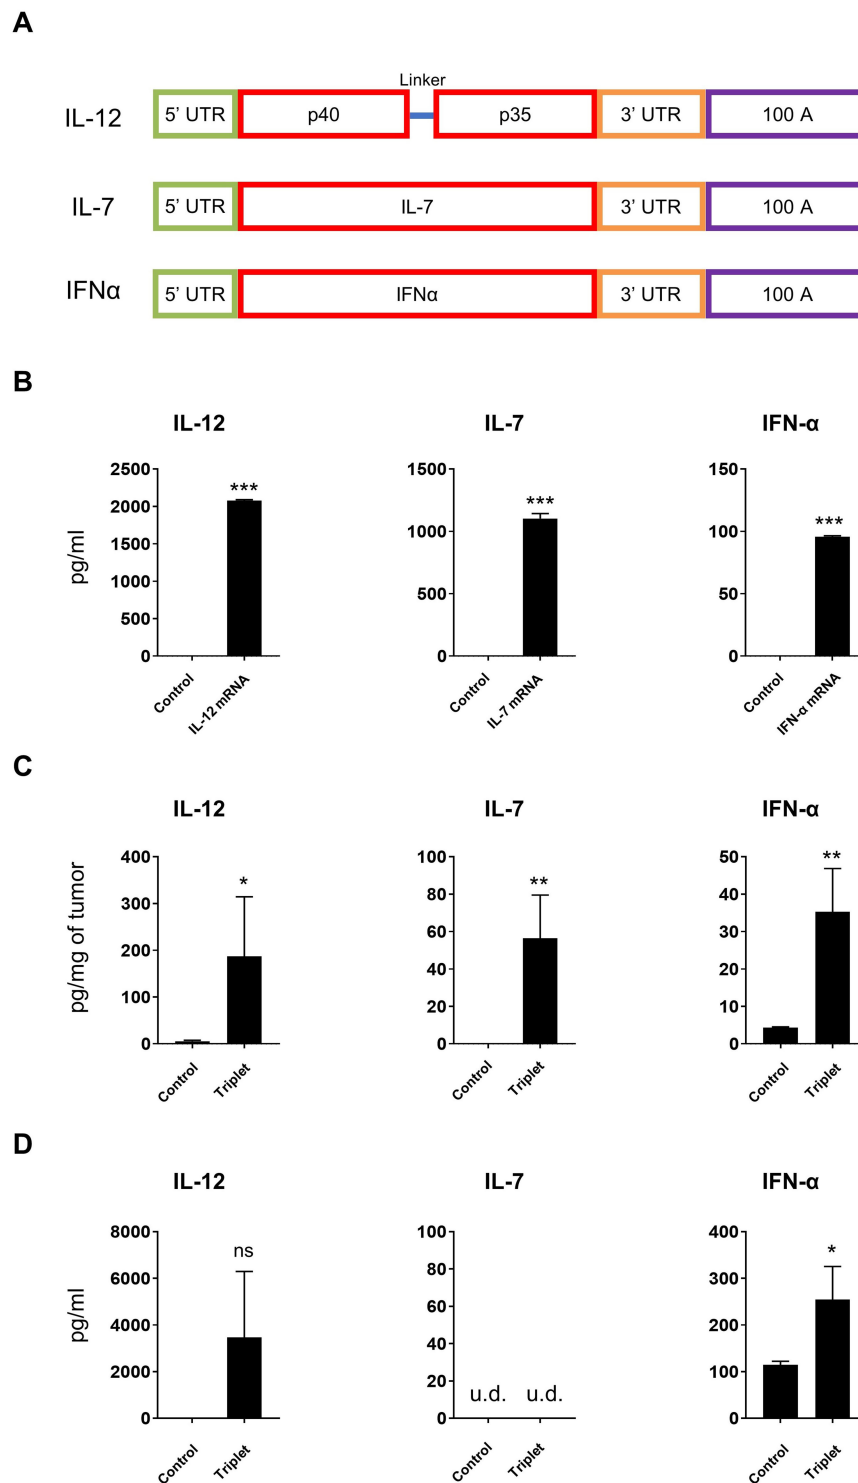 A
Linker
IL-12 5’ UTR p40 p35 3’ UTR 100 A
IL-7 5’ UTR IL-7 3’ UTR 100 A
IFNα 5’ UTR IFNα 3’ UTR 100 A
B
IL-12 IL-7 IFN-α
pg/ml
2500
2000
1500
1000
500
0
***
Control
IL-12 mRNA
1500
1000
500
0
***
Control
IL-7 mRNA
150
100
50
0
***
Control
IFN-α mRNA
C
IL-12 IL-7 IFN-α
pg/mg of tumor
400
300
200
100
0
*
Control
Triplet
100
80
60
40
20
0
**
Control
Triplet
50
40
30
20
10
0
**
Control
Triplet
D
IL-12 IL-7 IFN-α
pg/ml
8000
6000
4000
2000
0
ns
Control
Triplet
100
80
60
40
20
0
u.d. u.d.
Control
Triplet
400
300
200
100
0
*
Control
Triplet